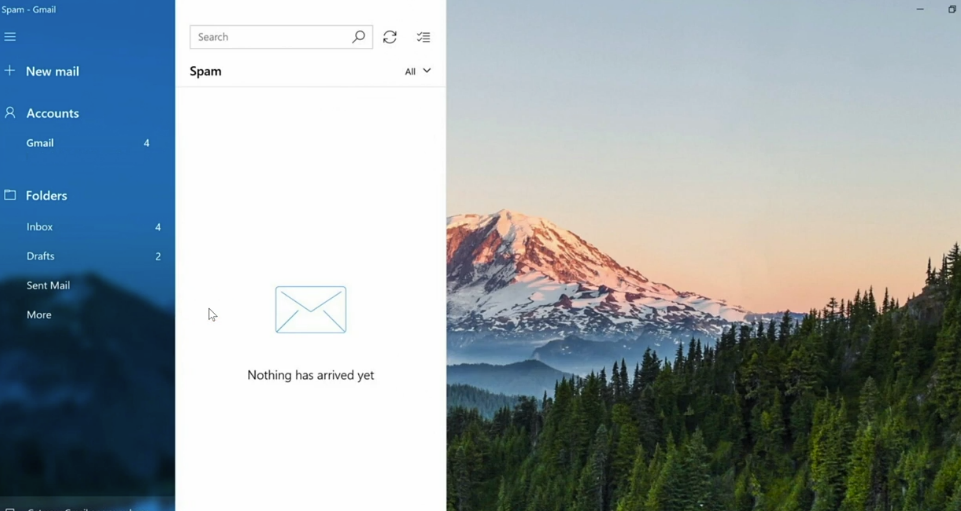 Spam - Gmail
Search
New mail
Spam
All
Accounts
Gmail 4
Folders
Inbox 4
Drafts 2
Sent Mail
More
Nothing has arrived yet